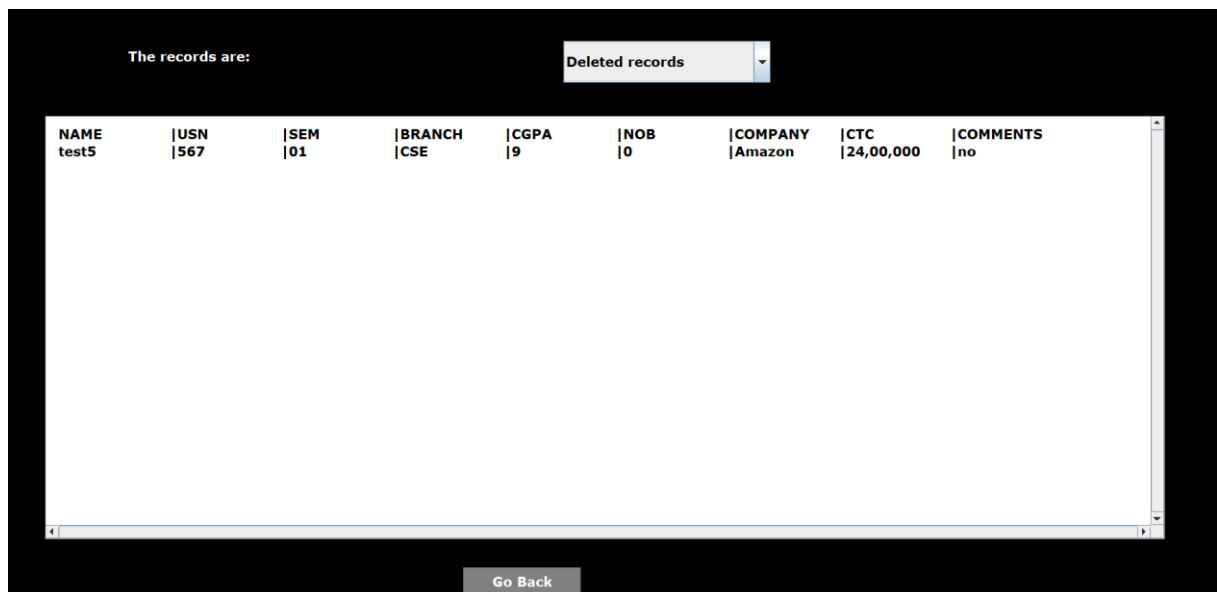 The records are: Deleted records
NAME |USN |SEM |BRANCH |CGPA |NOB |COMPANY |CTC |COMMENTS
test5 |567 |01 |CSE |9 |0 |Amazon |24,00,000 |no
Go Back